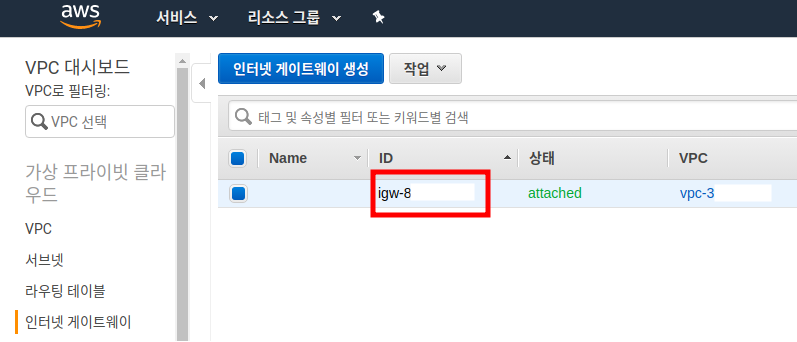 aws 서비스 리소스 그룹
VPC 대시보드
VPC로 필터링:
VPC 선택
가상 프라이빗 클라
우드
VPC
서브넷
라우팅 테이블
인터넷 게이트웨이
인터넷 게이트웨이 생성 작업
태그 및 속성별 필터 또는 키워드별 검색
Name ID 상태 VPC
igw-8 attached vpc-3